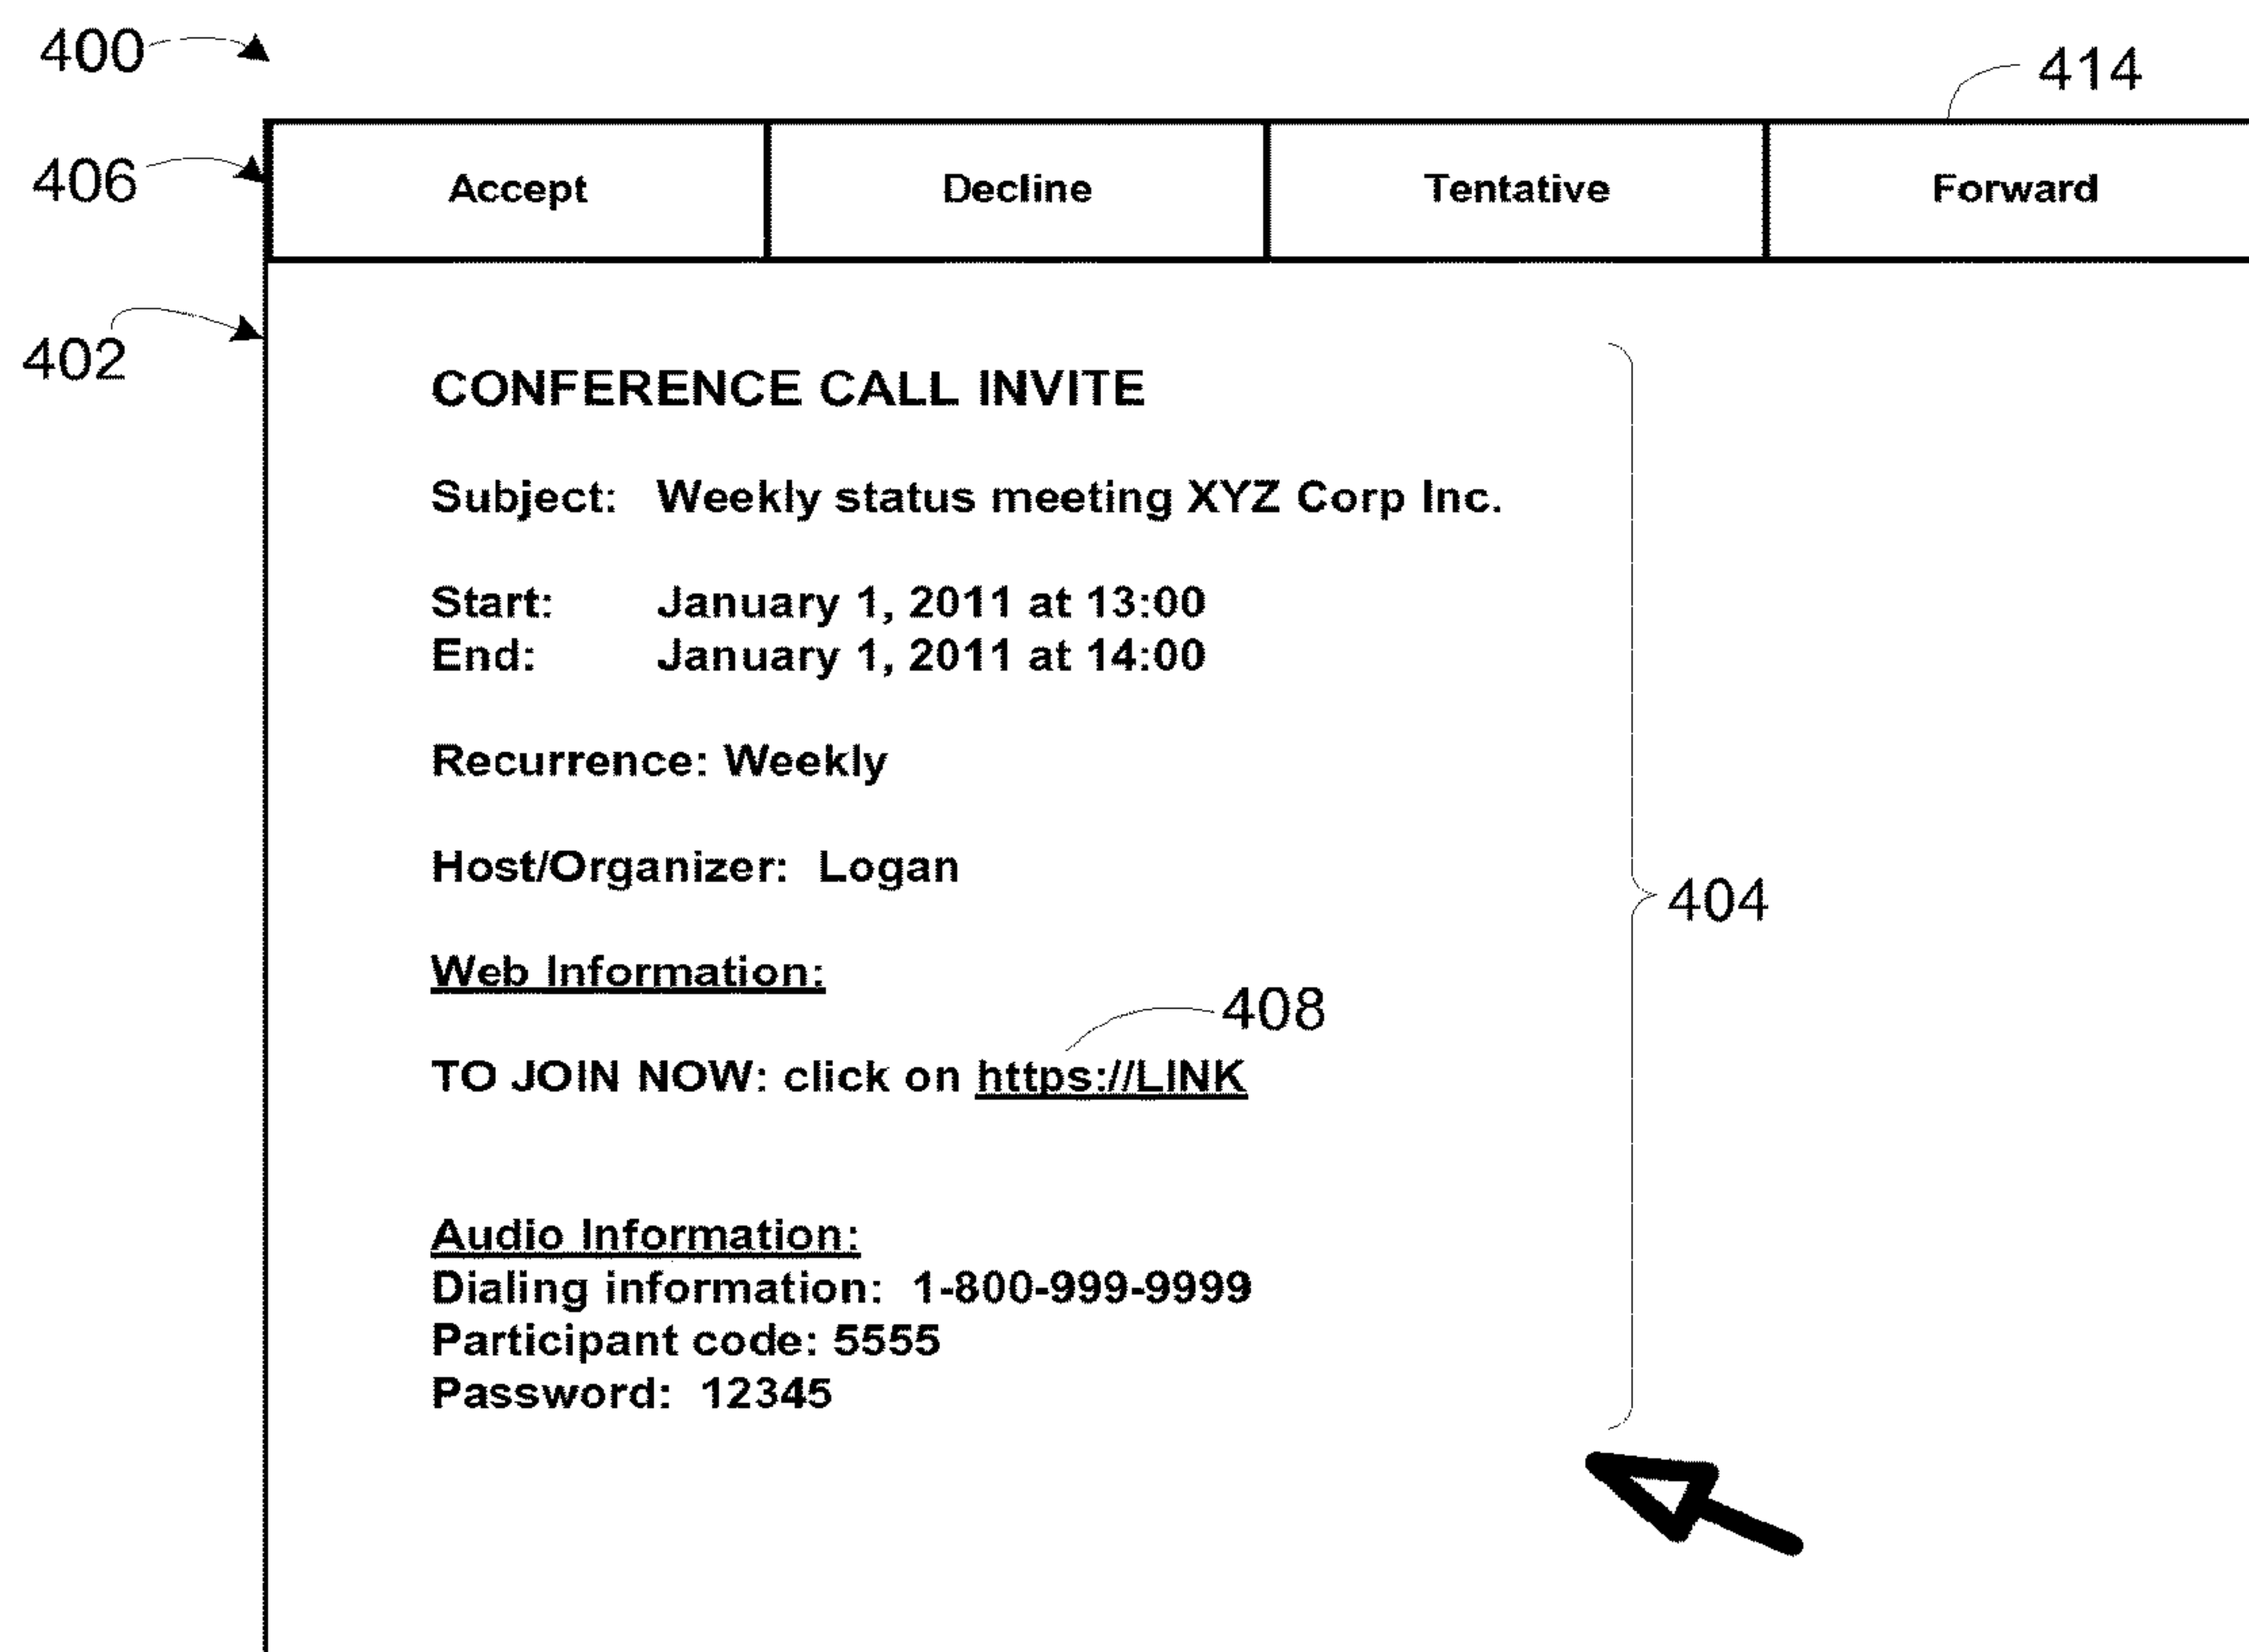 400
414
406
Accept Decline Tentative Forward
402
CONFERENCE CALL INVITE
Subject: Weekly status meeting XYZ Corp Inc.
Start: January 1, 2011 at 13:00
End: January 1, 2011 at 14:00
Recurrence: Weekly
Host/Organizer: Logan
404
Web Information:
408
TO JOIN NOW: click on https://LINK
Audio Information:
Dialing information: 1-800-999-9999
Participant code: 5555
Password: 12345